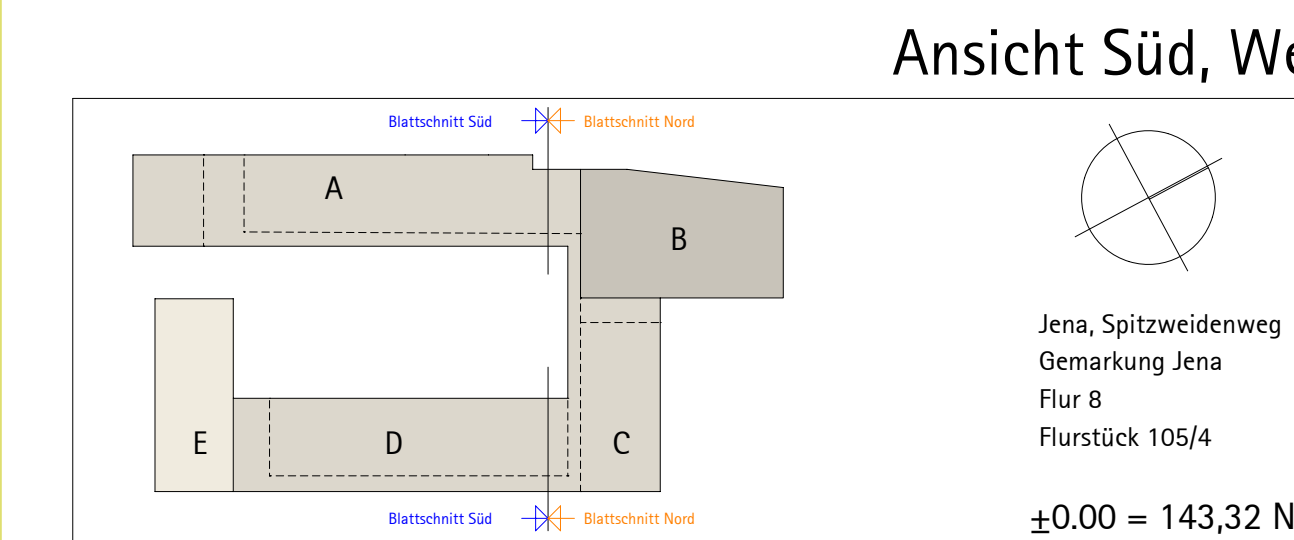 Ansicht Süd, We
Blattschnitt Süd
Blattschnitt Nord
A
B
Jena, Spitzweidenweg
Gemarkung Jena
Flur 8
Flurstück 105/4
E
D
C
Blattschnitt Süd
Blattschnitt Nord
±0.00 = 143,32 N